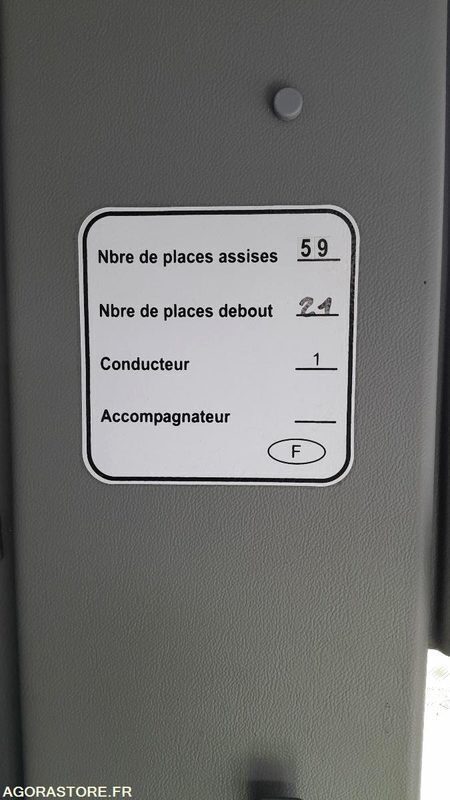 Nbre de places assises 59
Nbre de places debout 21
Conducteur 1
Accompagnateur
F
AGORASTORE.FR